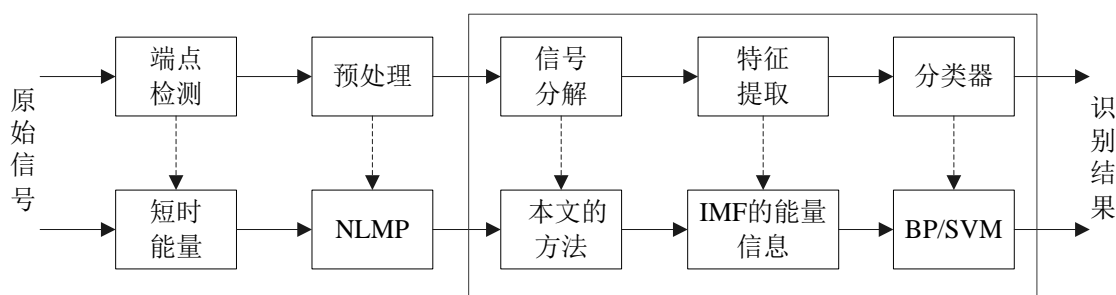 原始信号
端点
检测
预处理
信号
分解
特征
提取
分类器
识别结果
短时
能量
NLMP
本文的
方法
IMF的能量
信息
BP/SVM